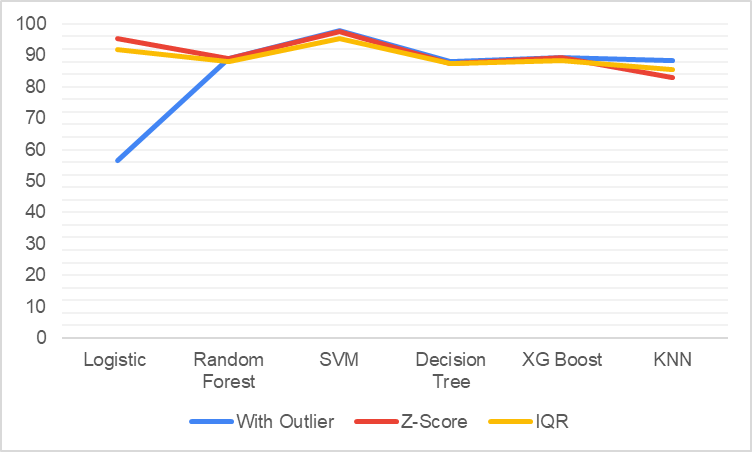 100
90
80
70
60
50
40
30
20
10
0
Logistic
Random
Forest
SVM
Decision
Tree
XG Boost
KNN
With Outlier
Z-Score
IQR